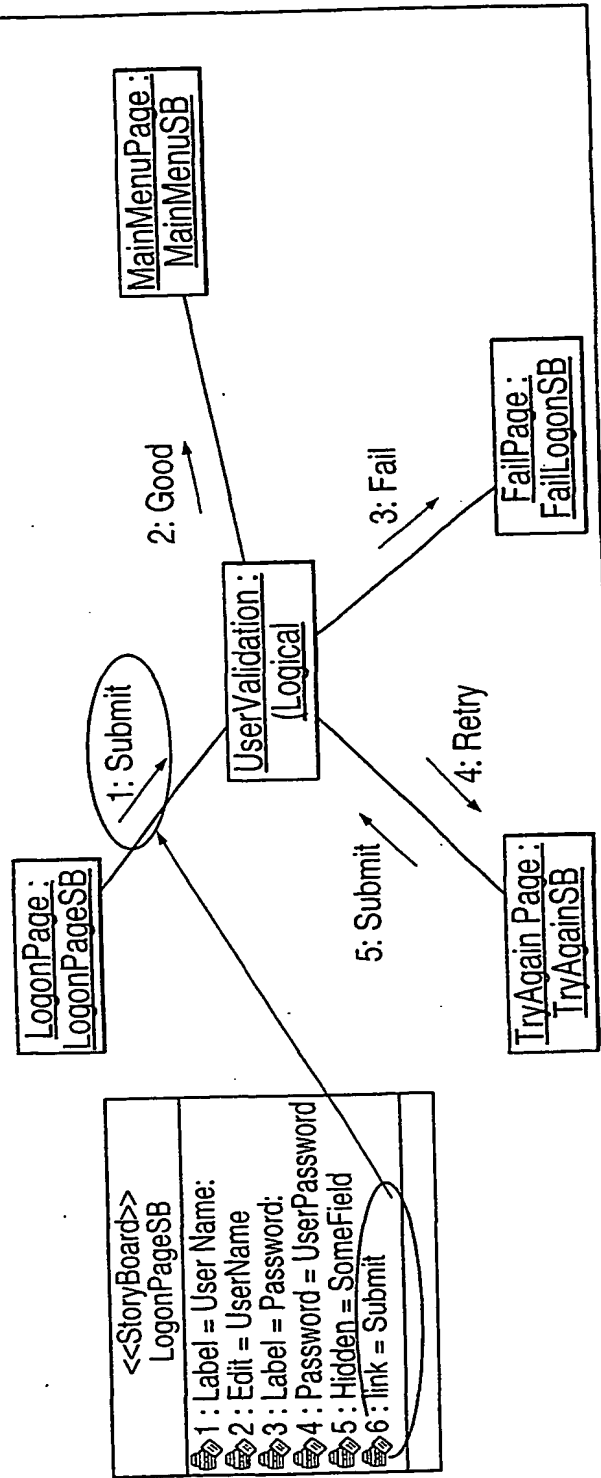 <<StoryBoard>>
LogonPageSB
1 : Label = User Name:
2 : Edit = UserName
3 : Label = Password:
4 : Password = UserPassword
5 : Hidden = SomeField
6 : link = Submit
LogonPage :
LogonPageSB
1: Submit
2: Good
MainMenuPage :
MainMenuSB
UserValidation :
(Logical
3: Fail
FailPage :
FailLogonSB
4: Retry
5: Submit
TryAgain Page :
TryAgainSB